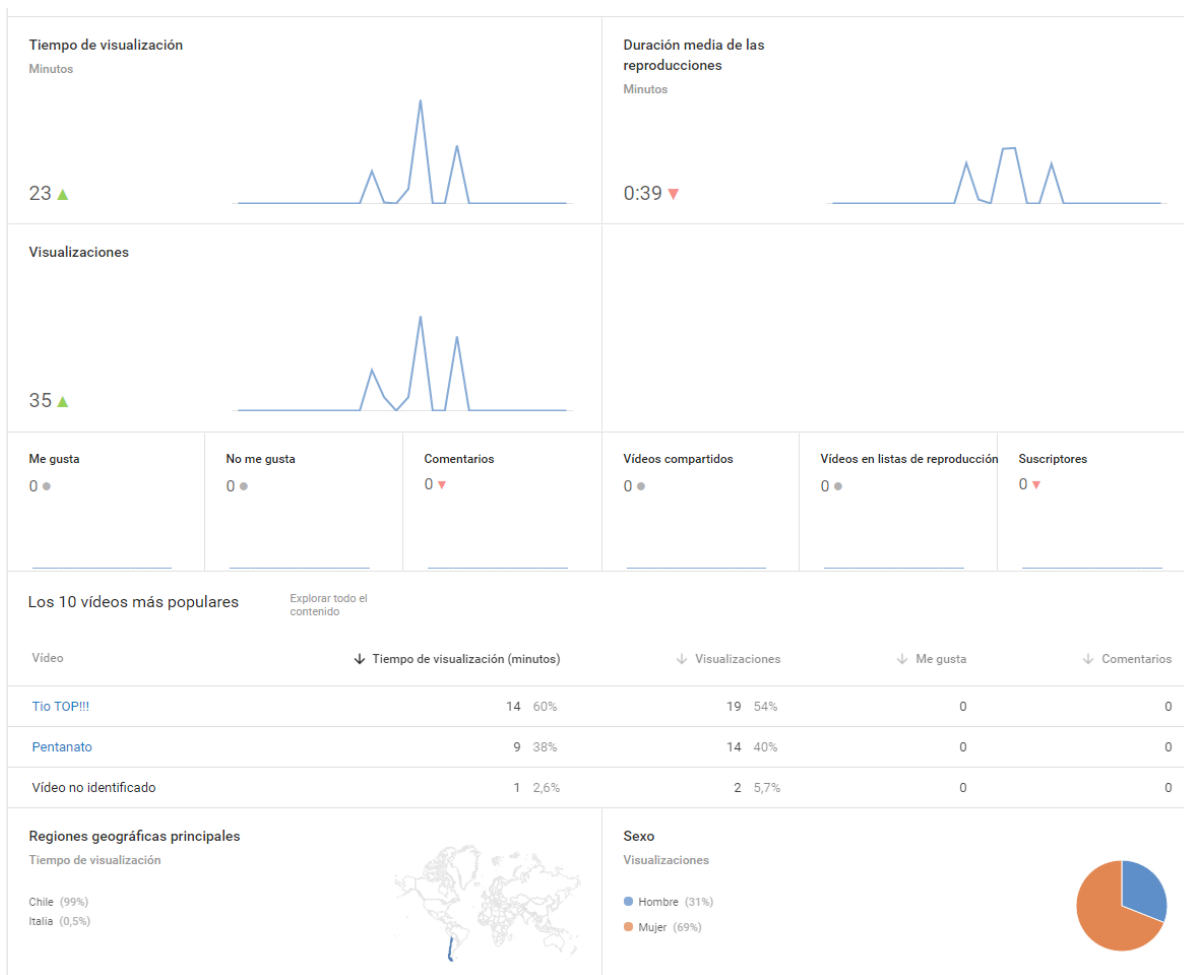 Tiempo de visualización
Minutos
23
Duración media de las
reproducciones
Minutos
0:39
Visualizaciones
35
Me gusta
0
No me gusta
0
Comentarios
0
Vídeos compartidos
0
Vídeos en listas de reproducción
0
Suscriptores
0
Los 10 vídeos más populares
Explorar todo el
contenido
Vídeo Tiempo de visualización (minutos) Visualizaciones Me gusta Comentarios
Tio TOP!!! 14 60% 19 54% 0 0
Pentanato 9 38% 14 40% 0 0
Vídeo no identificado 1 2,6% 2 5,7% 0 0
Regiones geográficas principales
Tiempo de visualización
Chile (99%)
Italia (0,5%)
Sexo
Visualizaciones
Hombre (31%)
Mujer (69%)